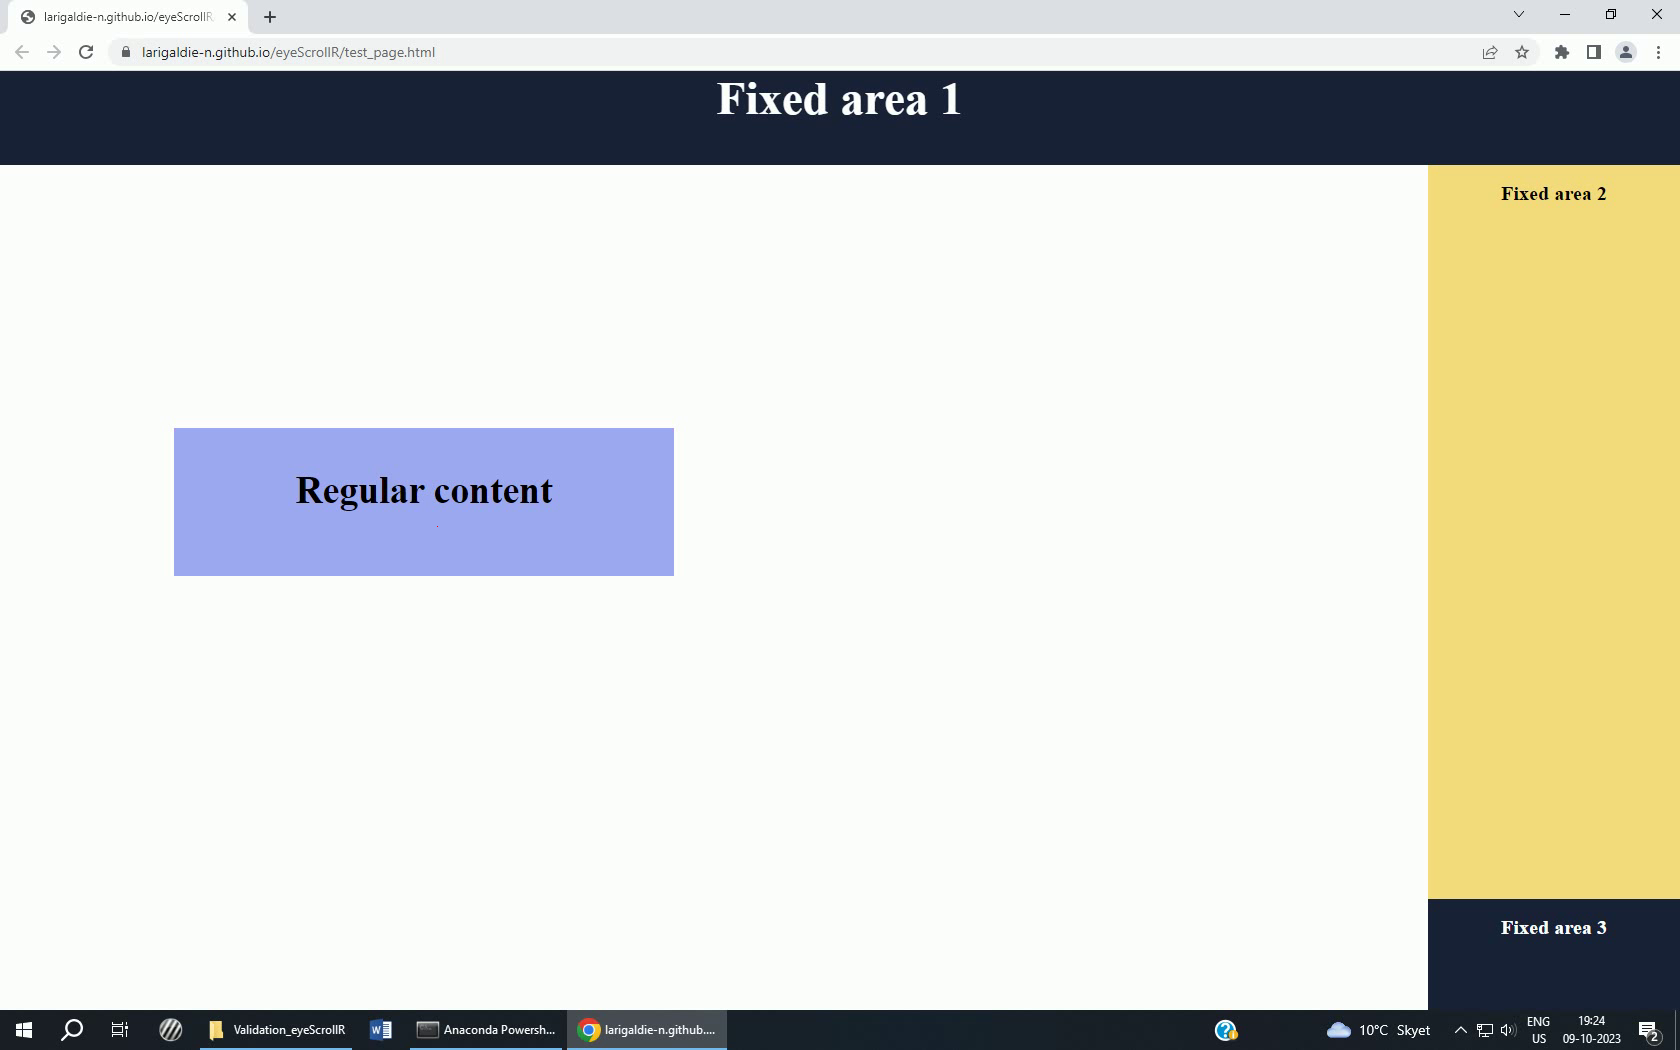 larigaldie-n.github.io/eyeScrollR
larigaldie-n.github.io/eyeScrollR/test_page.html
Fixed area 1
Fixed area 2
Regular content
Fixed area 3
Validation_eyeScrollR
Anaconda Powersh...
larigaldie-n.github....
10°C Skyet
ENG
US
19:24
09-10-2023
2